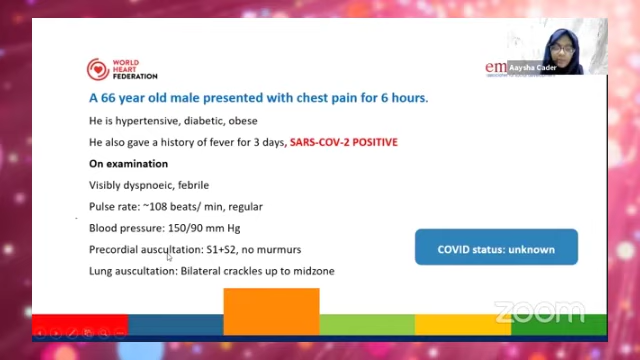 WORLD
HEART
FEDERATION
em
Aaysha Cader
A 66 year old male presented with chest pain for 6 hours.
He is hypertensive, diabetic, obese
He also gave a history of fever for 3 days, SARS-COV-2 POSITIVE
On examination
Visibly dyspnoeic, febrile
Pulse rate: ~108 beats/ min, regular
Blood pressure: 150/90 mm Hg
Precordial auscultation: S1+S2, no murmurs
COVID status: unknown
Lung auscultation: Bilateral crackles up to midzone
zoom